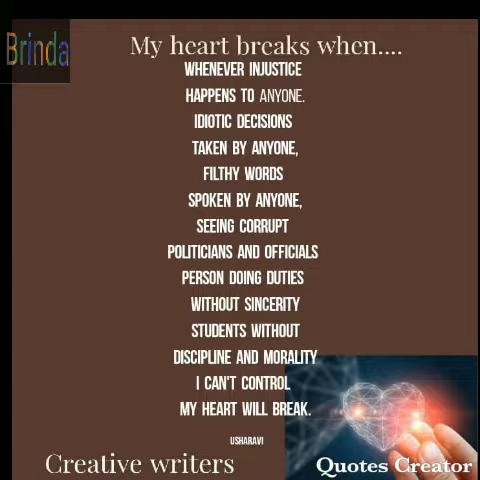 Brinda
My heart breaks when....
WHENEVER INJUSTICE
HAPPENS TO ANYONE.
IDIOTIC DECISIONS
TAKEN BY ANYONE,
FILTHY WORDS
SPOKEN BY ANYONE,
SEEING CORRUPT
POLITICIANS AND OFFICIALS
PERSON DOING DUTIES
WITHOUT SINCERITY
STUDENTS WITHOUT
DISCIPLINE AND MORALITY
I CAN'T CONTROL
MY HEART WILL BREAK.
USHARAVI
Creative writers
Quotes Creator